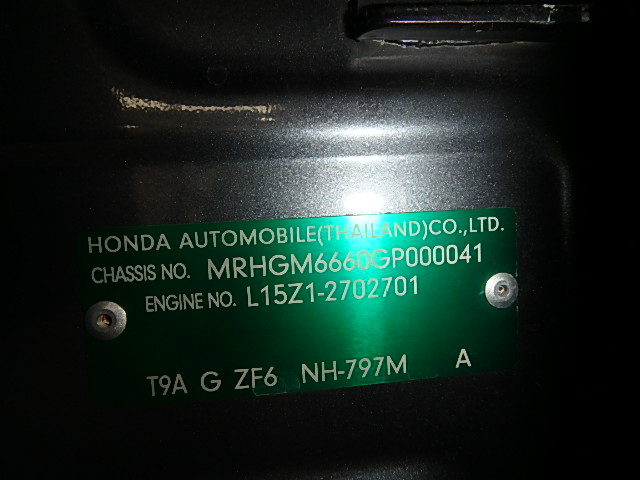 HONDA AUTOMOBILE(THAILAND)CO.,LTD.
CHASSIS NO. MRHGM6660GP000041
ENGINE NO. L15Z1-2702701
T9A G ZF6 NH-797M A